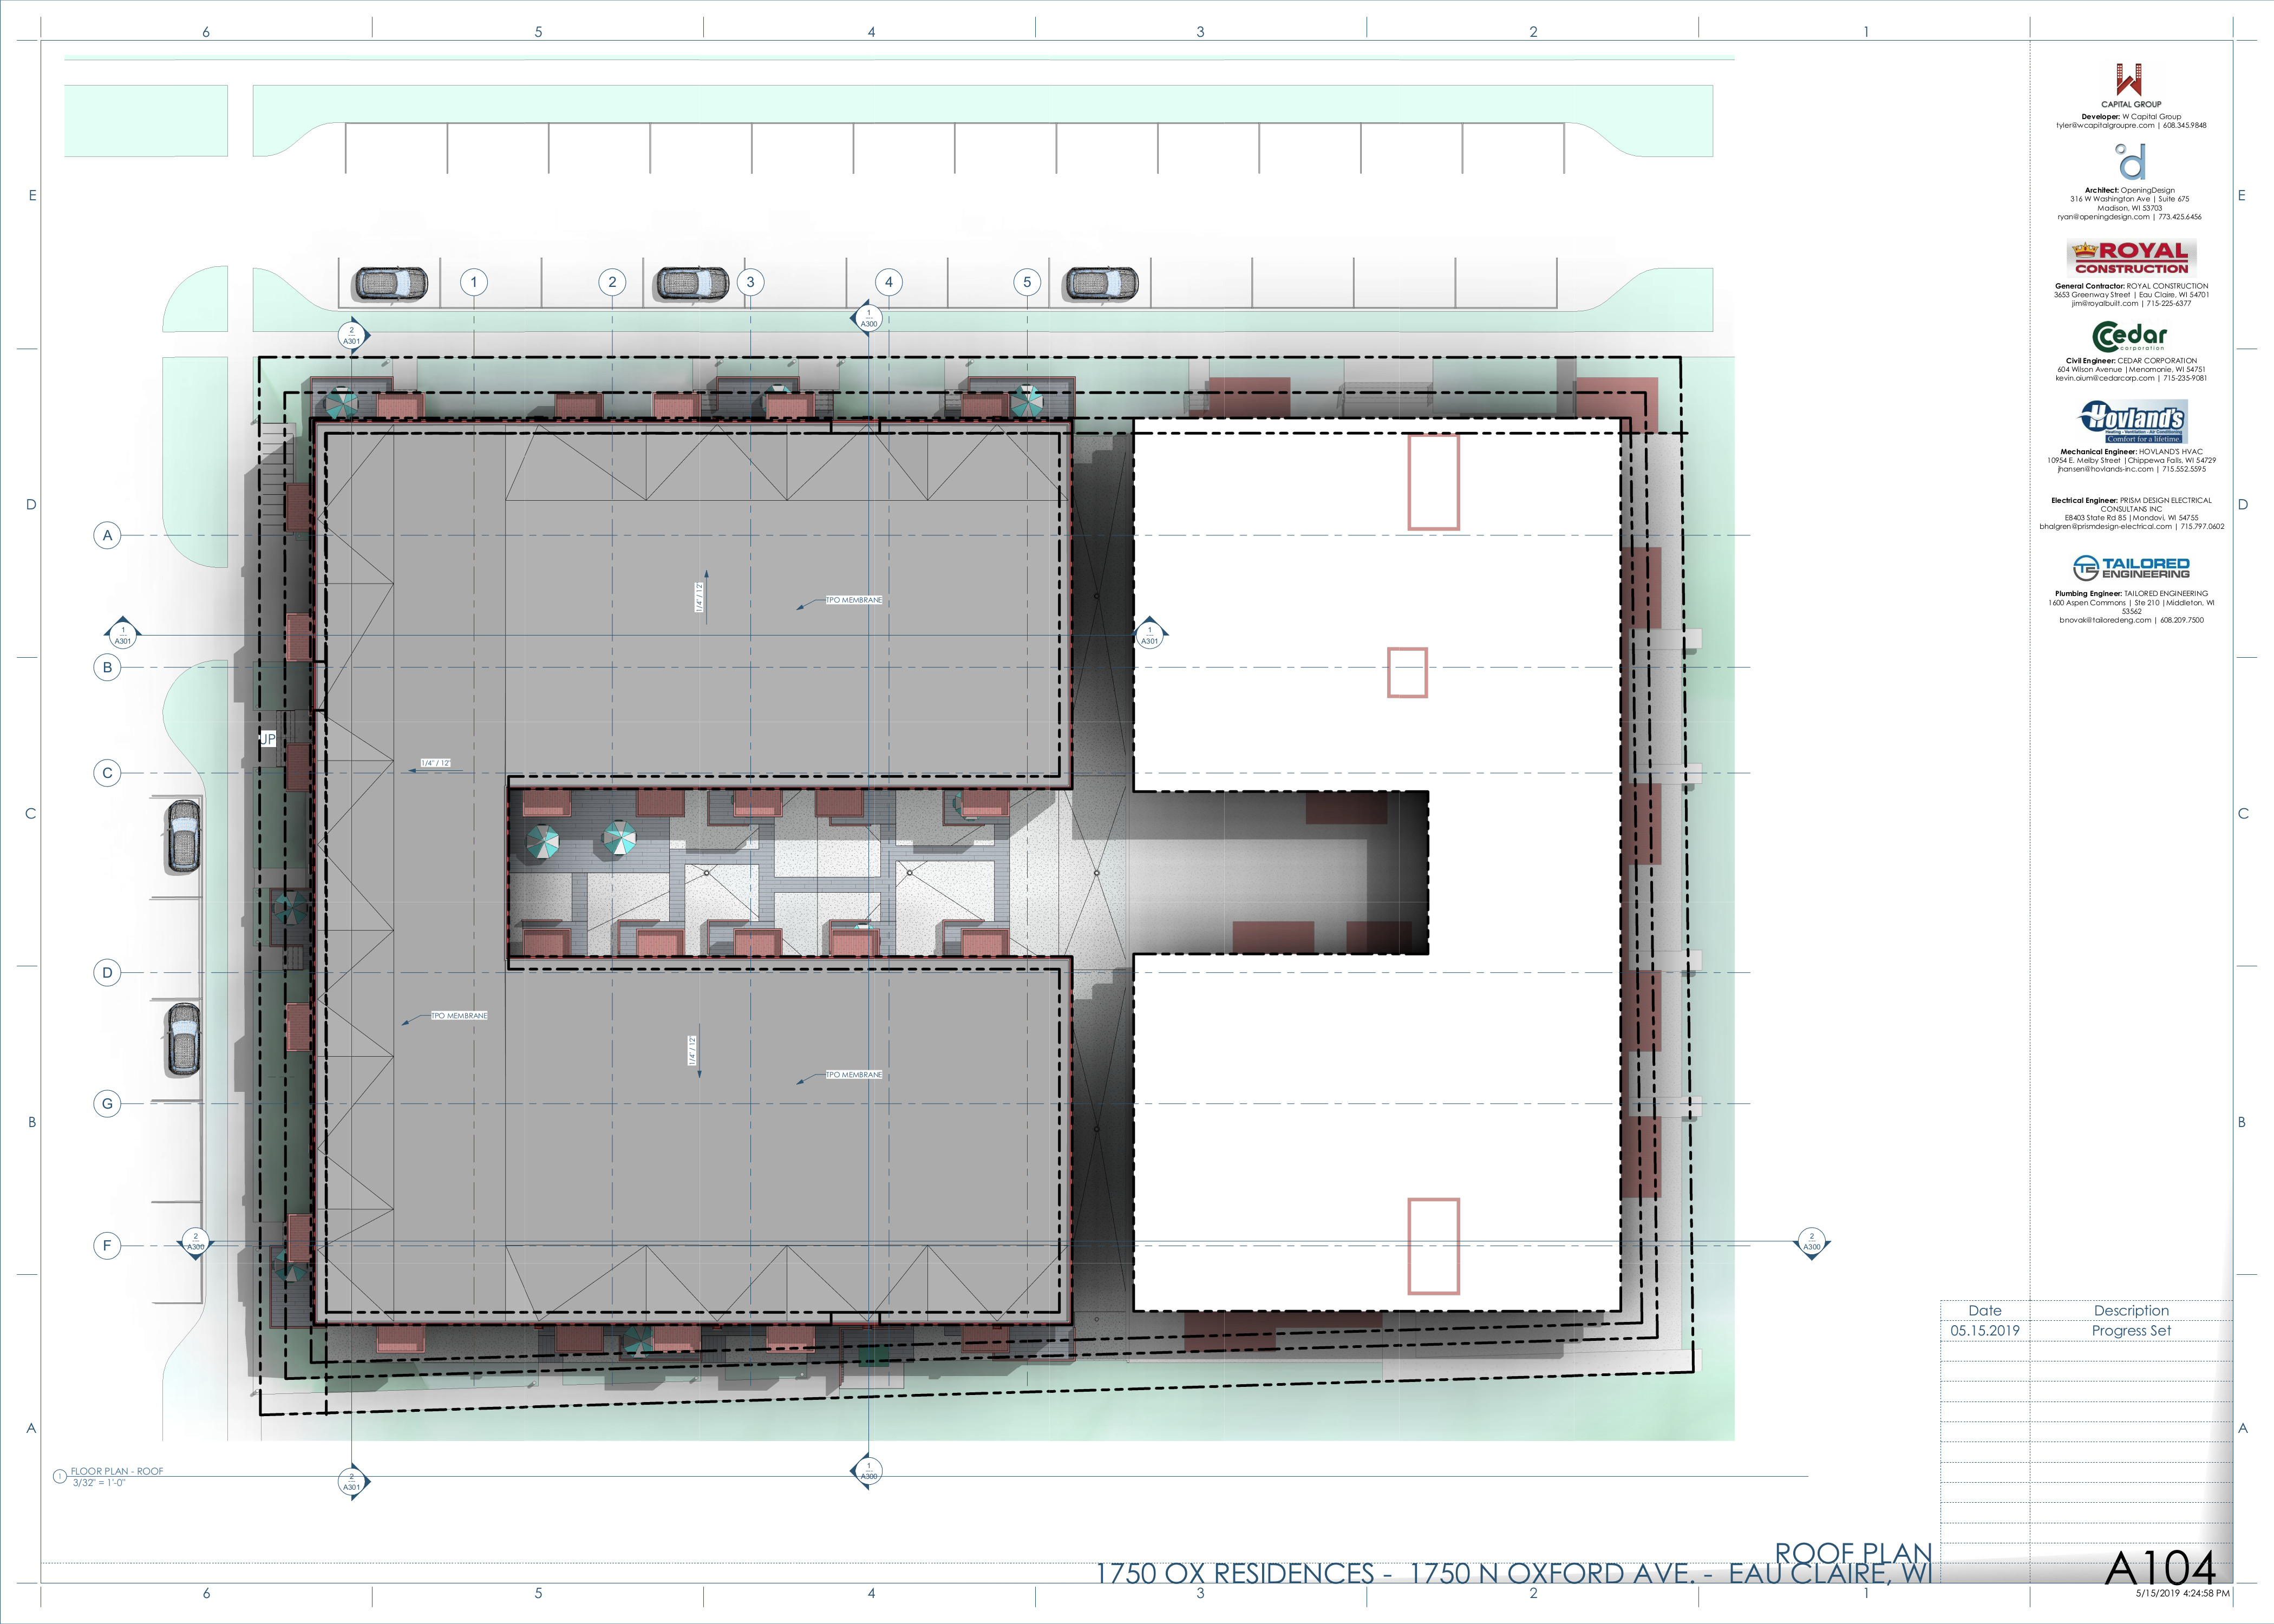 6 5 4 3 2 1
E
D
C
B
A
E
D
C
B
A
CAPITAL GROUP
Developer: W Capital Group
tyler@wcapitalgroupre.com | 608.345.9848
d
Architect: OpeningDesign
316 W Washington Ave | Suite 675
Madison, WI 53703
ryan@openingdesign.com | 773.425.6456
ROYAL
CONSTRUCTION
General Contractor: ROYAL CONSTRUCTION
3653 Greenway Street | Eau Claire, WI 54701
jim@royalbuilt.com | 715-225-6377
Cedar
corporation
Civil Engineer: CEDAR CORPORATION
604 Wilson Avenue |Menomonie, WI 54751
kevin.oium@cedarcorp.com | 715-235-9081
Hovland's
Heating - Ventilation - Air Conditioning
Comfort for a lifetime.
Mechanical Engineer: HOVLAND'S HVAC
10954 E. Melby Street |Chippewa Falls, WI 54729
jhansen@hovlands-inc.com | 715.552.5595
Electrical Engineer: PRISM DESIGN ELECTRICAL
CONSULTANS INC
E8403 State Rd 85 |Mondovi, WI 54755
bhalgren@prismdesign-electrical.com | 715.797.0602
TE TAILORED
ENGINEERING
Plumbing Engineer: TAILORED ENGINEERING
1600 Aspen Commons | Ste 210 |Middleton, WI
53562
bnovak@tailoredeng.com | 608.209.7500
1 2 3 4 5
2
A301
1
A300
A
1/4" / 12"
TPO MEMBRANE
1
A301
1
A301
B
UP
C
1/4" / 12"
D
TPO MEMBRANE
1/4" / 12"
TPO MEMBRANE
G
F
2
A300
2
A300
2
A301
1
A300
1
FLOOR PLAN - ROOF
3/32" = 1'-0"
Date Description
05.15.2019 Progress Set
ROOF PLAN
1750 OX RESIDENCES - 1750 N OXFORD AVE. - EAU CLAIRE, WI
A104
5/15/2019 4:24:58 PM
6 5 4 3 2 1